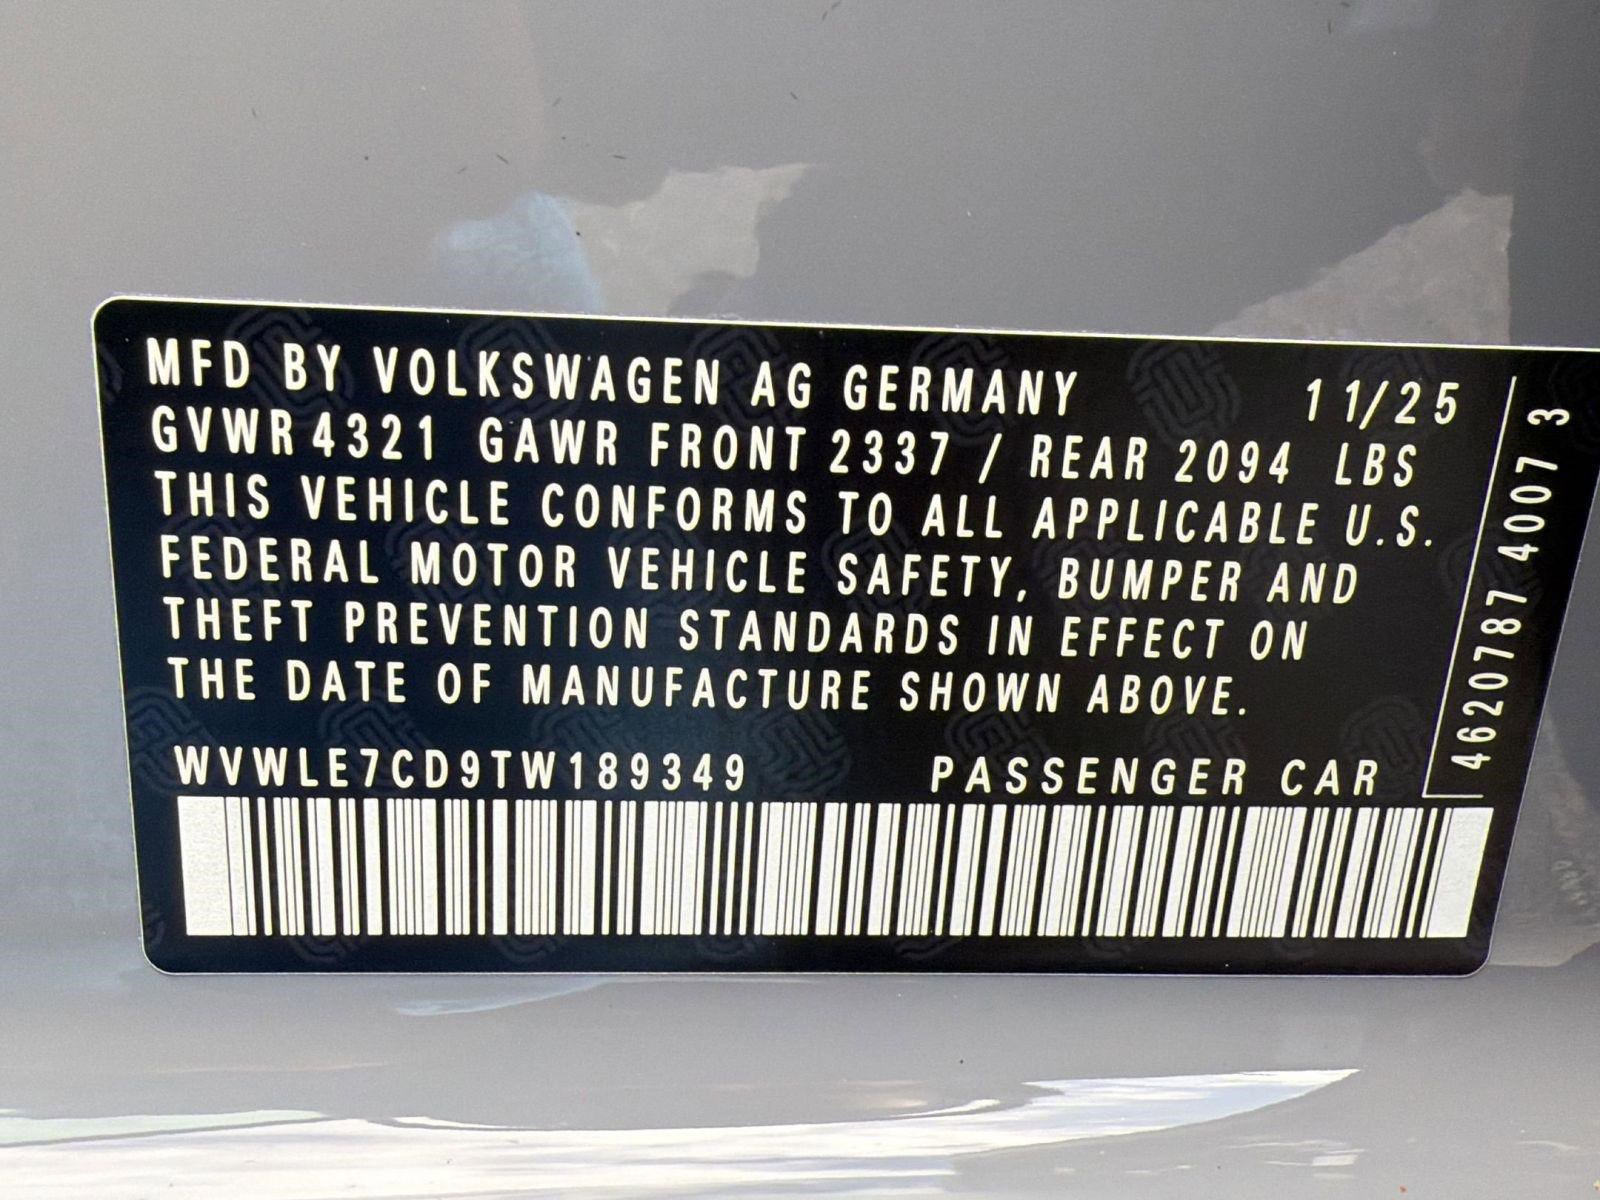 MFD BY VOLKSWAGEN AG GERMANY 11/25
GVWR 4321 GAWR FRONT 2337 / REAR 2094 LBS
THIS VEHICLE CONFORMS TO ALL APPLICABLE U.S.
FEDERAL MOTOR VEHICLE SAFETY, BUMPER AND
THEFT PREVENTION STANDARDS IN EFFECT ON
THE DATE OF MANUFACTURE SHOWN ABOVE.
WVWLE7CD9TW189349 PASSENGER CAR
4620787 4007 3